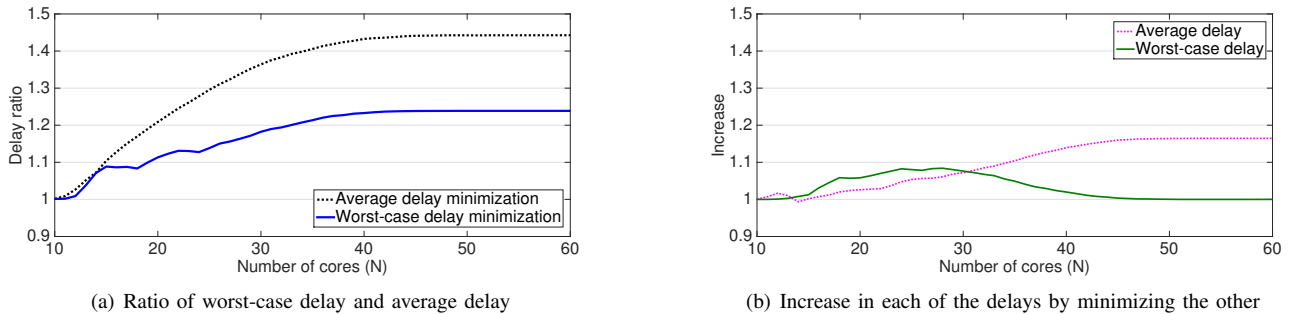 1.5
1.4
1.3
1.2
1.1
1
0.9
Delay ratio
Average delay minimization
Worst-case delay minimization
10 20 30 40 50 60
Number of cores (N)
(a) Ratio of worst-case delay and average delay
1.5
1.4
1.3
1.2
1.1
1
0.9
Increase
Average delay
Worst-case delay
10 20 30 40 50 60
Number of cores (N)
(b) Increase in each of the delays by minimizing the other